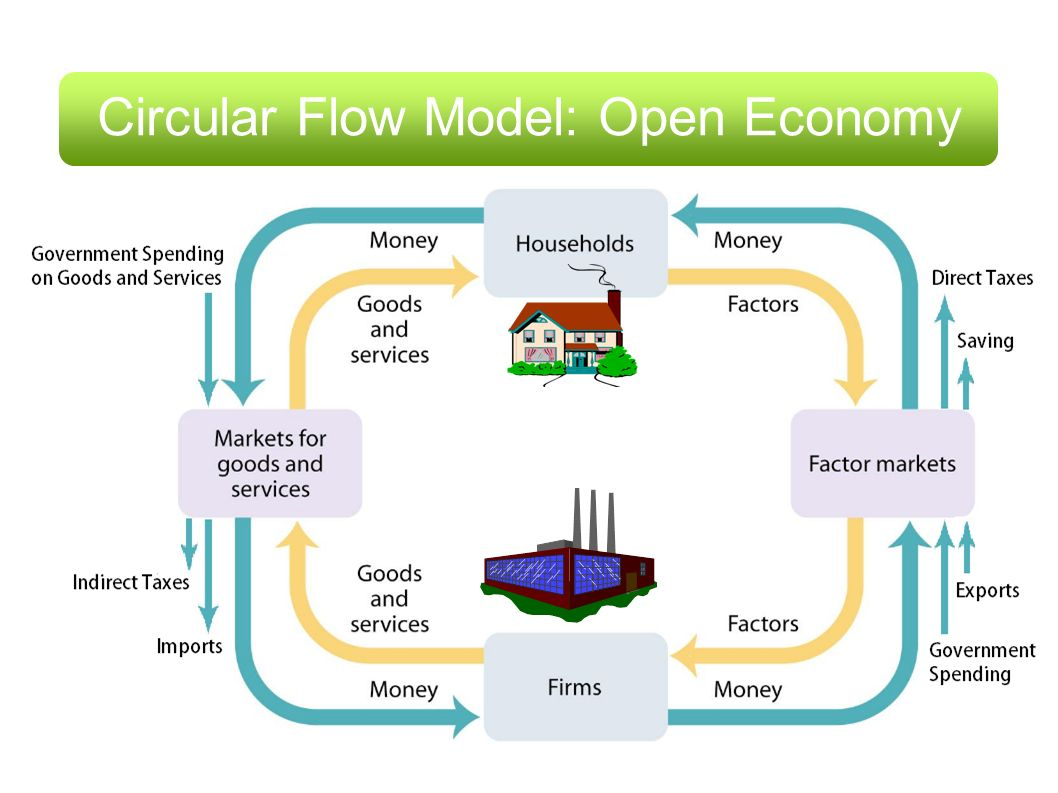 Circular Flow Model: Open Economy
Households
Money
Money
Government Spending
on Goods and Services
Goods
and
services
Factors
Direct Taxes
Saving
Markets for
goods and
services
Factor markets
Indirect Taxes
Imports
Goods
and
services
Factors
Exports
Government
Spending
Money
Firms
Money